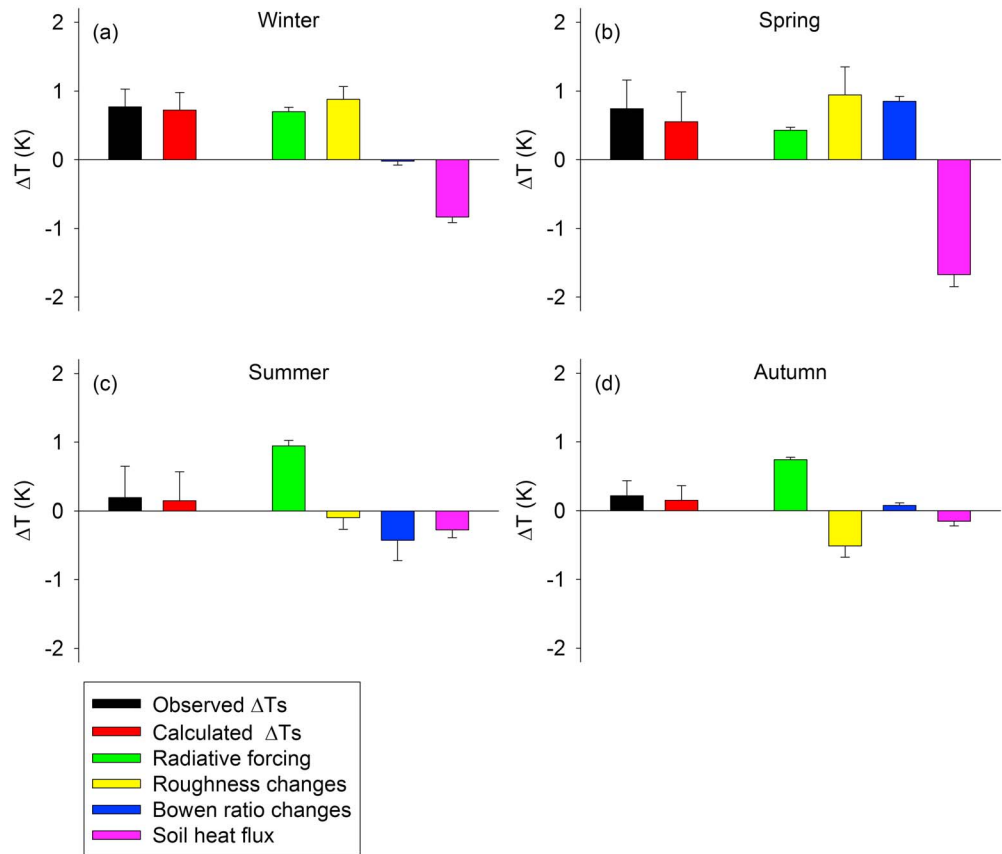 (a) Winter
2
1
0
-1
-2
ΔT (K)
(b) Spring
2
1
0
-1
-2
ΔT (K)
(c) Summer
2
1
0
-1
-2
ΔT (K)
(d) Autumn
2
1
0
-1
-2
ΔT (K)
Observed ΔTs
Calculated ΔTs
Radiative forcing
Roughness changes
Bowen ratio changes
Soil heat flux